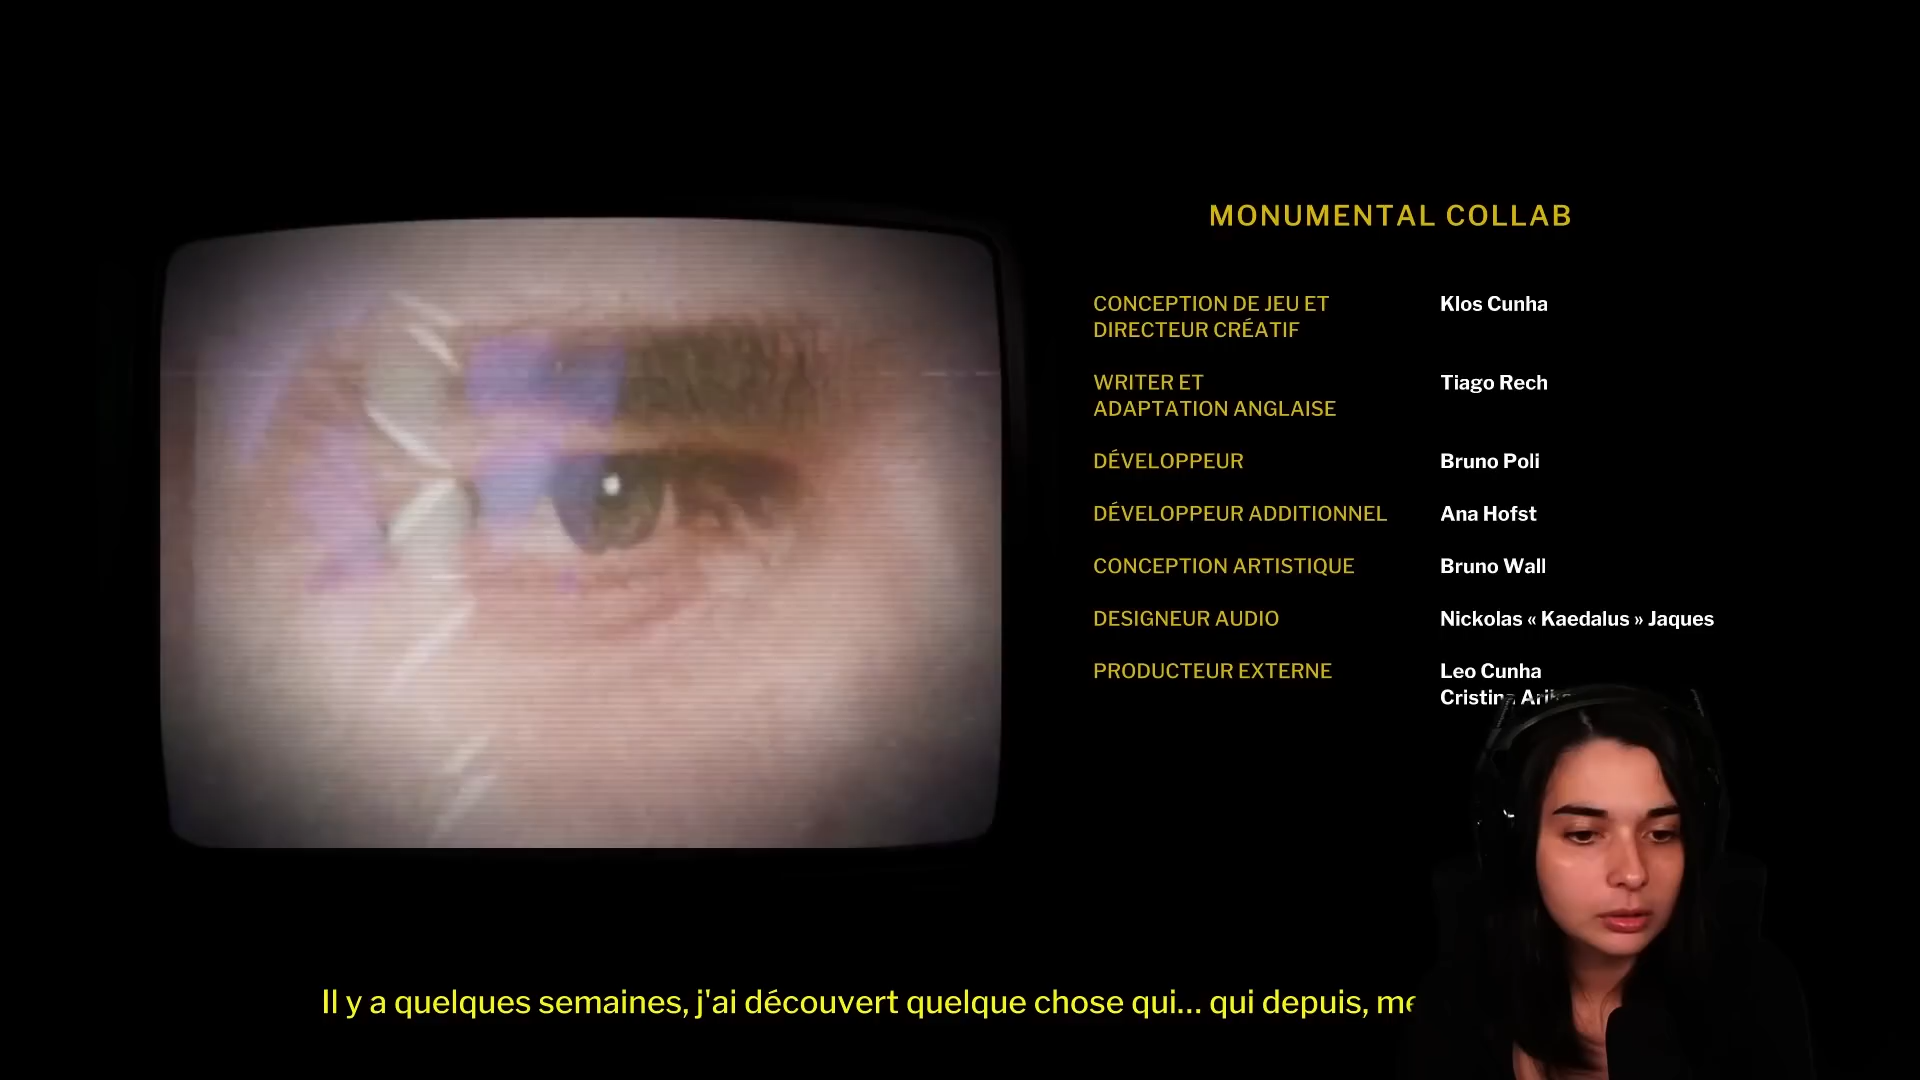 MONUMENTAL COLLAB
CONCEPTION DE JEU ET
DIRECTEUR CRÉATIF
Klos Cunha
WRITER ET
ADAPTATION ANGLAISE
Tiago Rech
DÉVELOPPEUR
Bruno Poli
DÉVELOPPEUR ADDITIONNEL
Ana Hofst
CONCEPTION ARTISTIQUE
Bruno Wall
DESIGNEUR AUDIO
Nickolas « Kaedalus » Jaques
PRODUCTEUR EXTERNE
Leo Cunha
Cristina
Il y a quelques semaines, j'ai découvert quelque chose qui... qui depuis,